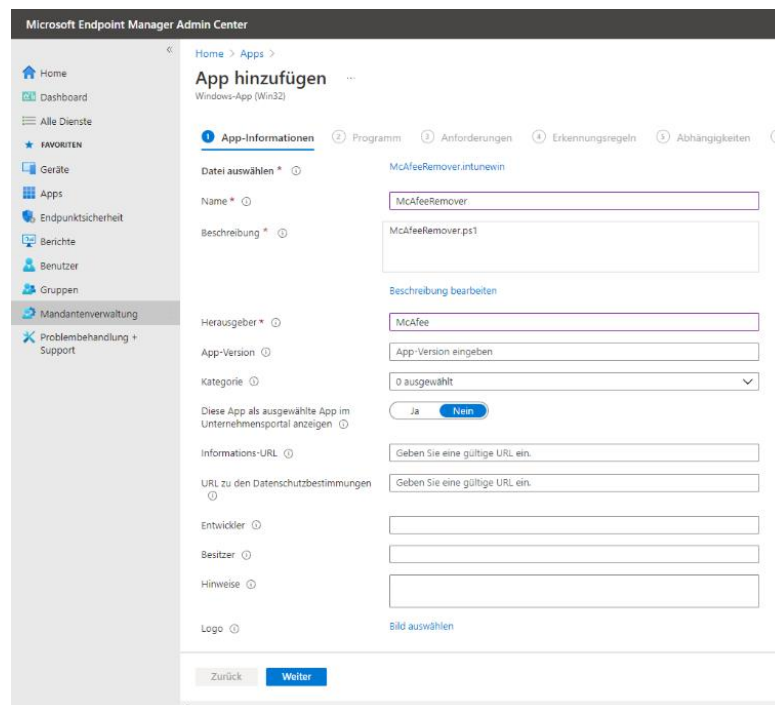 Microsoft Endpoint Manager Admin Center
«
Home
Dashboard
Alle Dienste
FAVORITEN
Geräte
Apps
Endpunktsicherheit
Berichte
Benutzer
Gruppen
Mandantenverwaltung
Problembehandlung +
Support
Home > Apps >
App hinzufügen ...
Windows-App (Win32)
1 App-Informationen 2 Programm 3 Anforderungen 4 Erkennungsregeln 5 Abhängigkeiten
Datei auswählen * McAfeeRemover.intunewin
Name * McAfeeRemover
Beschreibung * McAfeeRemover.ps1
Beschreibung bearbeiten
Herausgeber * McAfee
App-Version App-Version eingeben
Kategorie 0 ausgewählt
Diese App als ausgewählte App im
Unternehmensportal anzeigen Ja Nein
Informations-URL Geben Sie eine gültige URL ein.
URL zu den Datenschutzbestimmungen Geben Sie eine gültige URL ein.
Entwickler
Besitzer
Hinweise
Logo Bild auswählen
Zurück Weiter